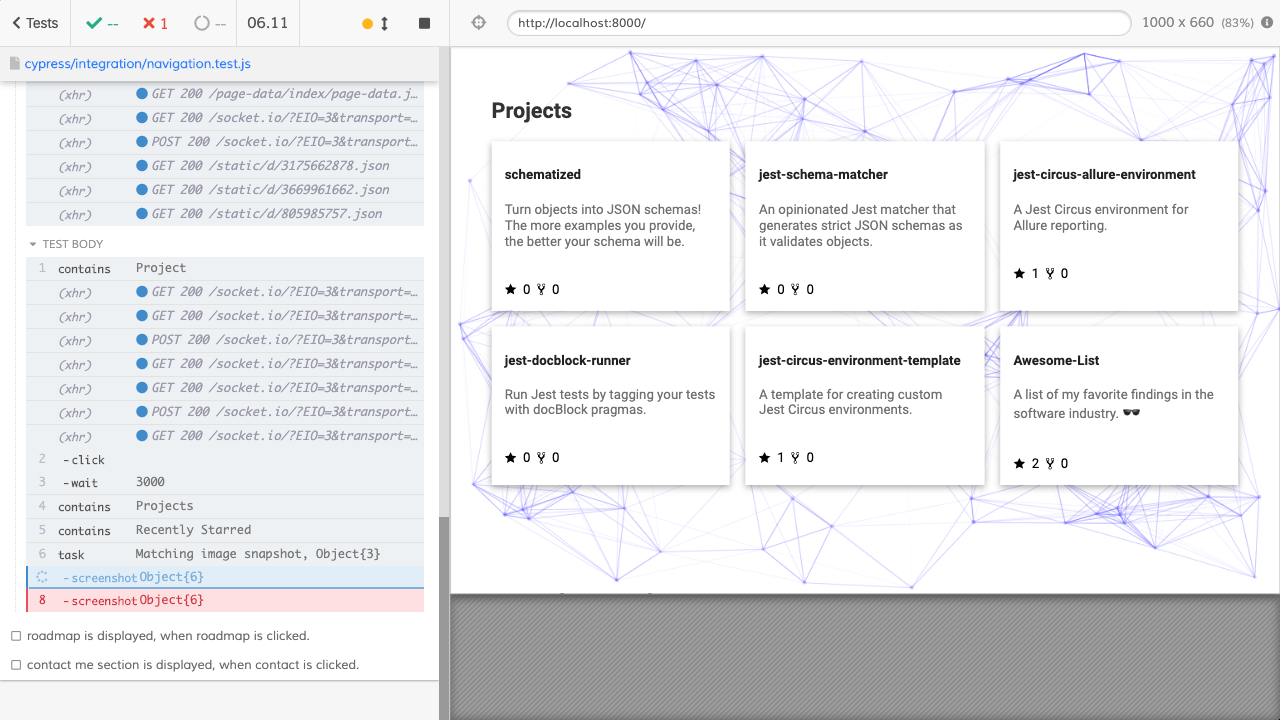 Tests
--
1
--
06.11
http://localhost:8000/
1000 x 660 (83%)
cypress/integration/navigation.test.js
(xhr) GET 200 /page-data/index/page-data.j…
(xhr) GET 200 /socket.io/?EIO=3&transport=…
(xhr) POST 200 /socket.io/?EIO=3&transport…
(xhr) GET 200 /static/d/3175662878.json
(xhr) GET 200 /static/d/3669961662.json
(xhr) GET 200 /static/d/805985757.json
TEST BODY
1 contains Project
(xhr) GET 200 /socket.io/?EIO=3&transport=…
(xhr) GET 200 /socket.io/?EIO=3&transport=…
(xhr) POST 200 /socket.io/?EIO=3&transport…
(xhr) GET 200 /socket.io/?EIO=3&transport=…
(xhr) GET 200 /socket.io/?EIO=3&transport=…
(xhr) POST 200 /socket.io/?EIO=3&transport…
(xhr) GET 200 /socket.io/?EIO=3&transport=…
2 -click
3 -wait 3000
4 contains Projects
5 contains Recently Starred
6 task Matching image snapshot, Object{3}
-screenshot Object{6}
8 -screenshot Object{6}
roadmap is displayed, when roadmap is clicked.
contact me section is displayed, when contact is clicked.
Projects
schematized
Turn objects into JSON schemas!
The more examples you provide,
the better your schema will be.
0 0
jest-schema-matcher
An opinionated Jest matcher that
generates strict JSON schemas as
it validates objects.
0 0
jest-circus-allure-environment
A Jest Circus environment for
Allure reporting.
1 0
jest-docblock-runner
Run Jest tests by tagging your tests
with docBlock pragmas.
0 0
jest-circus-environment-template
A template for creating custom
Jest Circus environments.
1 0
Awesome-List
A list of my favorite findings in the
software industry. 🕶️
2 0